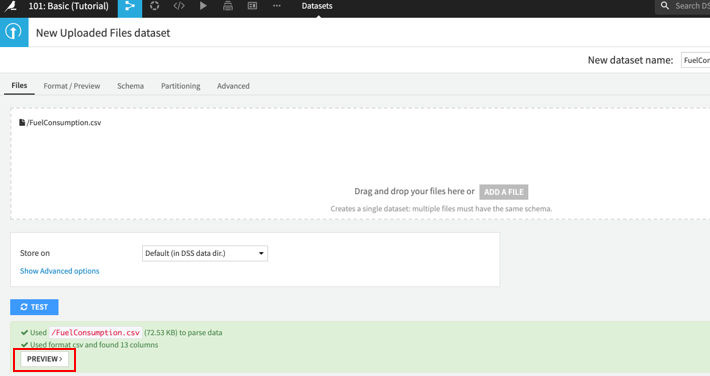 101: Basic (Tutorial) </> ... Datasets Search DS
New Uploaded Files dataset
New dataset name: FuelCon
Files Format / Preview Schema Partitioning Advanced
/FuelConsumption.csv
Drag and drop your files here or ADD A FILE
Creates a single dataset: multiple files must have the same schema.
Store on Default (in DSS data dir.)
Show Advanced options
TEST
Used /FuelConsumption.csv (72.53 KB) to parse data
Used format csv and found 13 columns
PREVIEW >